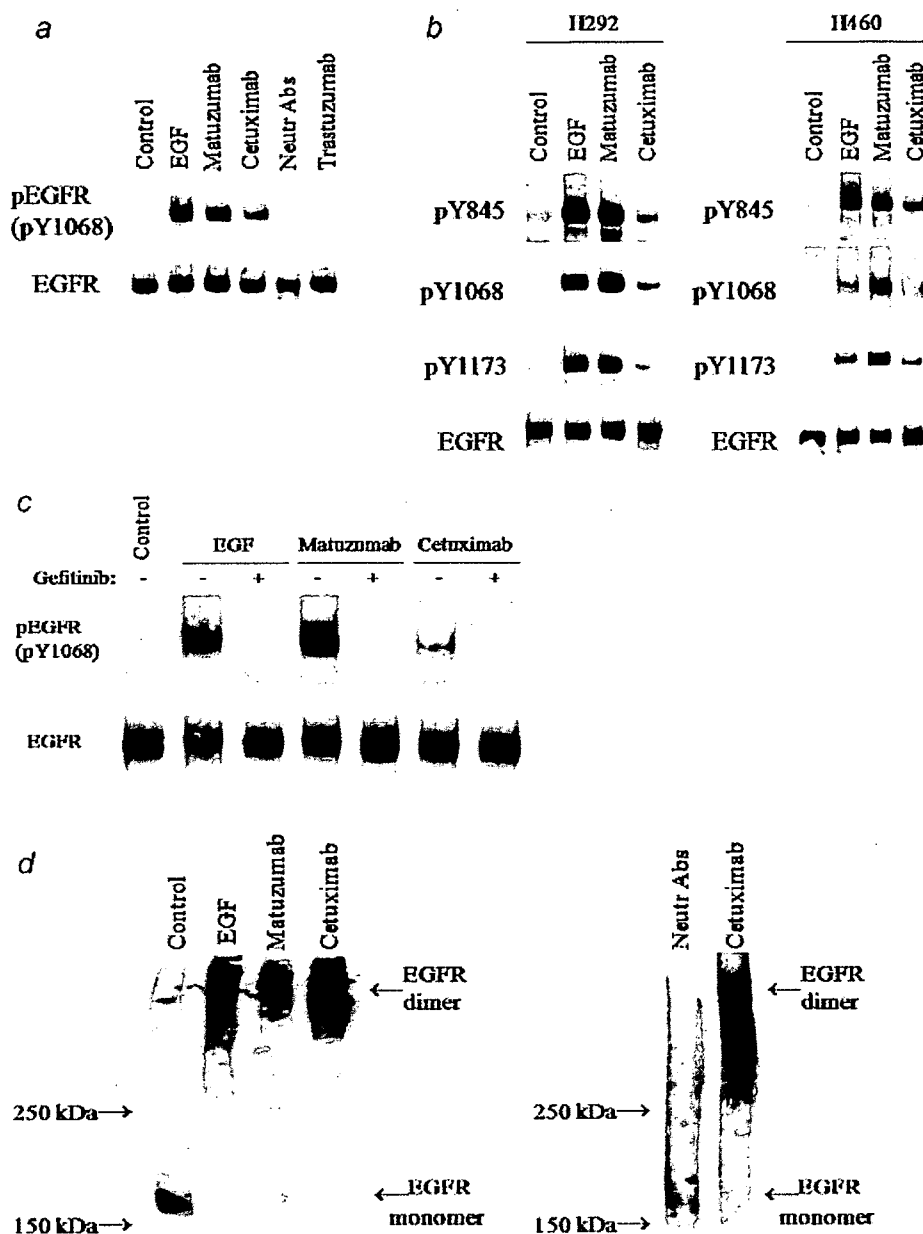 a
Control
EGF
Matuzumab
Cetuximab
Neutr Abs
Trastuzumab
pEGFR
(pY1068)
EGFR
b
H292
H460
Control
EGF
Matuzumab
Cetuximab
Control
EGF
Matuzumab
Cetuximab
pY845
pY845
pY1068
pY1068
pY1173
pY1173
EGFR
EGFR
c
Control
EGF
Matuzumab
Cetuximab
Gefitinib: - - + - + - +
pEGFR
(pY1068)
EGFR
d
Control
EGF
Matuzumab
Cetuximab
EGFR
dimer
250 kDa→
EGFR
monomer
150 kDa→
Neutr Abs
Cetuximab
EGFR
dimer
250 kDa→
EGFR
monomer
150 kDa→